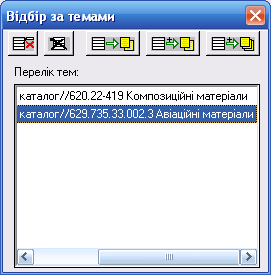 Відбір за темами
Перелік тем:
каталог//620.22-419 Композиційні матеріали
каталог//629.735.33.002.3 Авіаційні матеріали